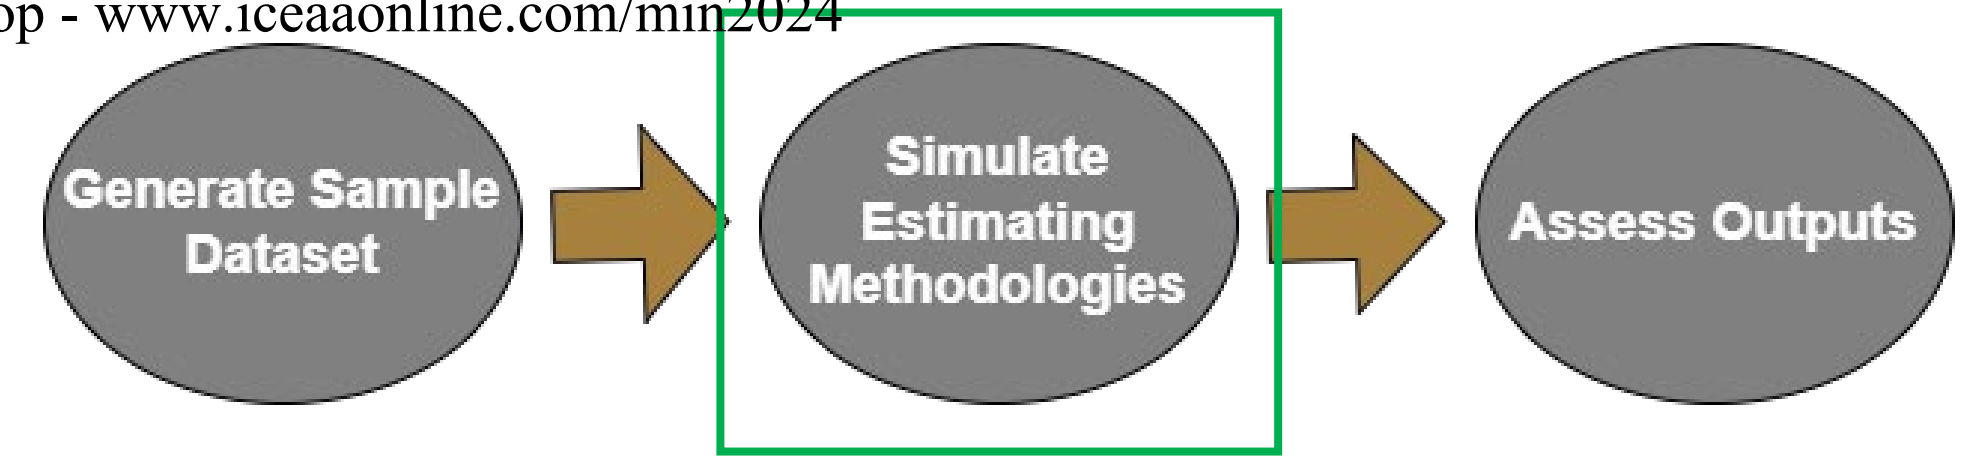 op - www.iceaaonline.com/min2024
Generate Sample
Dataset
Simulate
Estimating
Methodologies
Assess Outputs